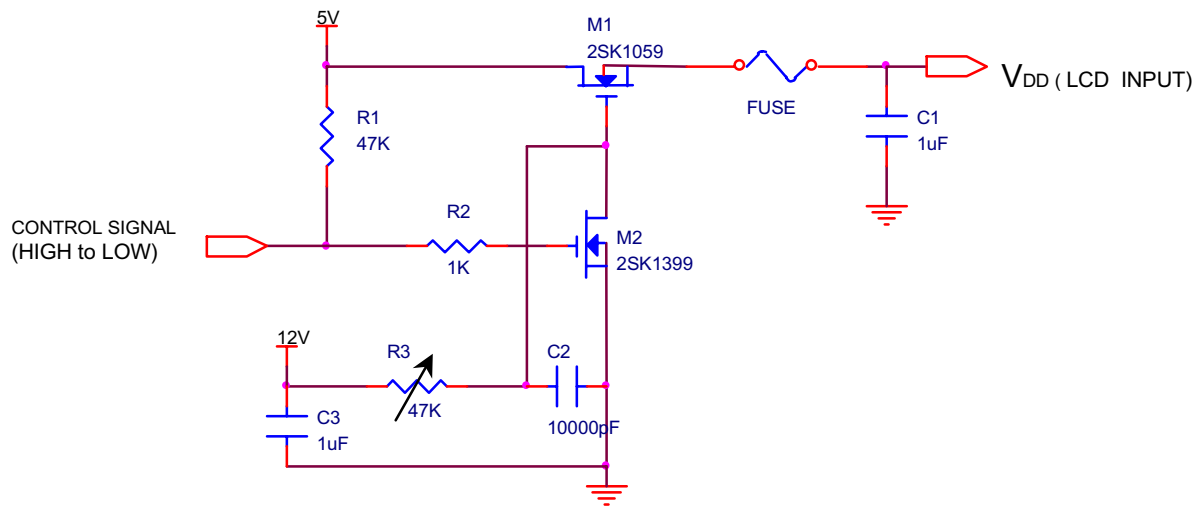 5V
M1
2SK1059
VDD ( LCD INPUT)
FUSE
R1
47K
C1
1uF
CONTROL SIGNAL
(HIGH to LOW)
R2
1K
M2
2SK1399
12V
R3
47K
C2
10000pF
C3
1uF